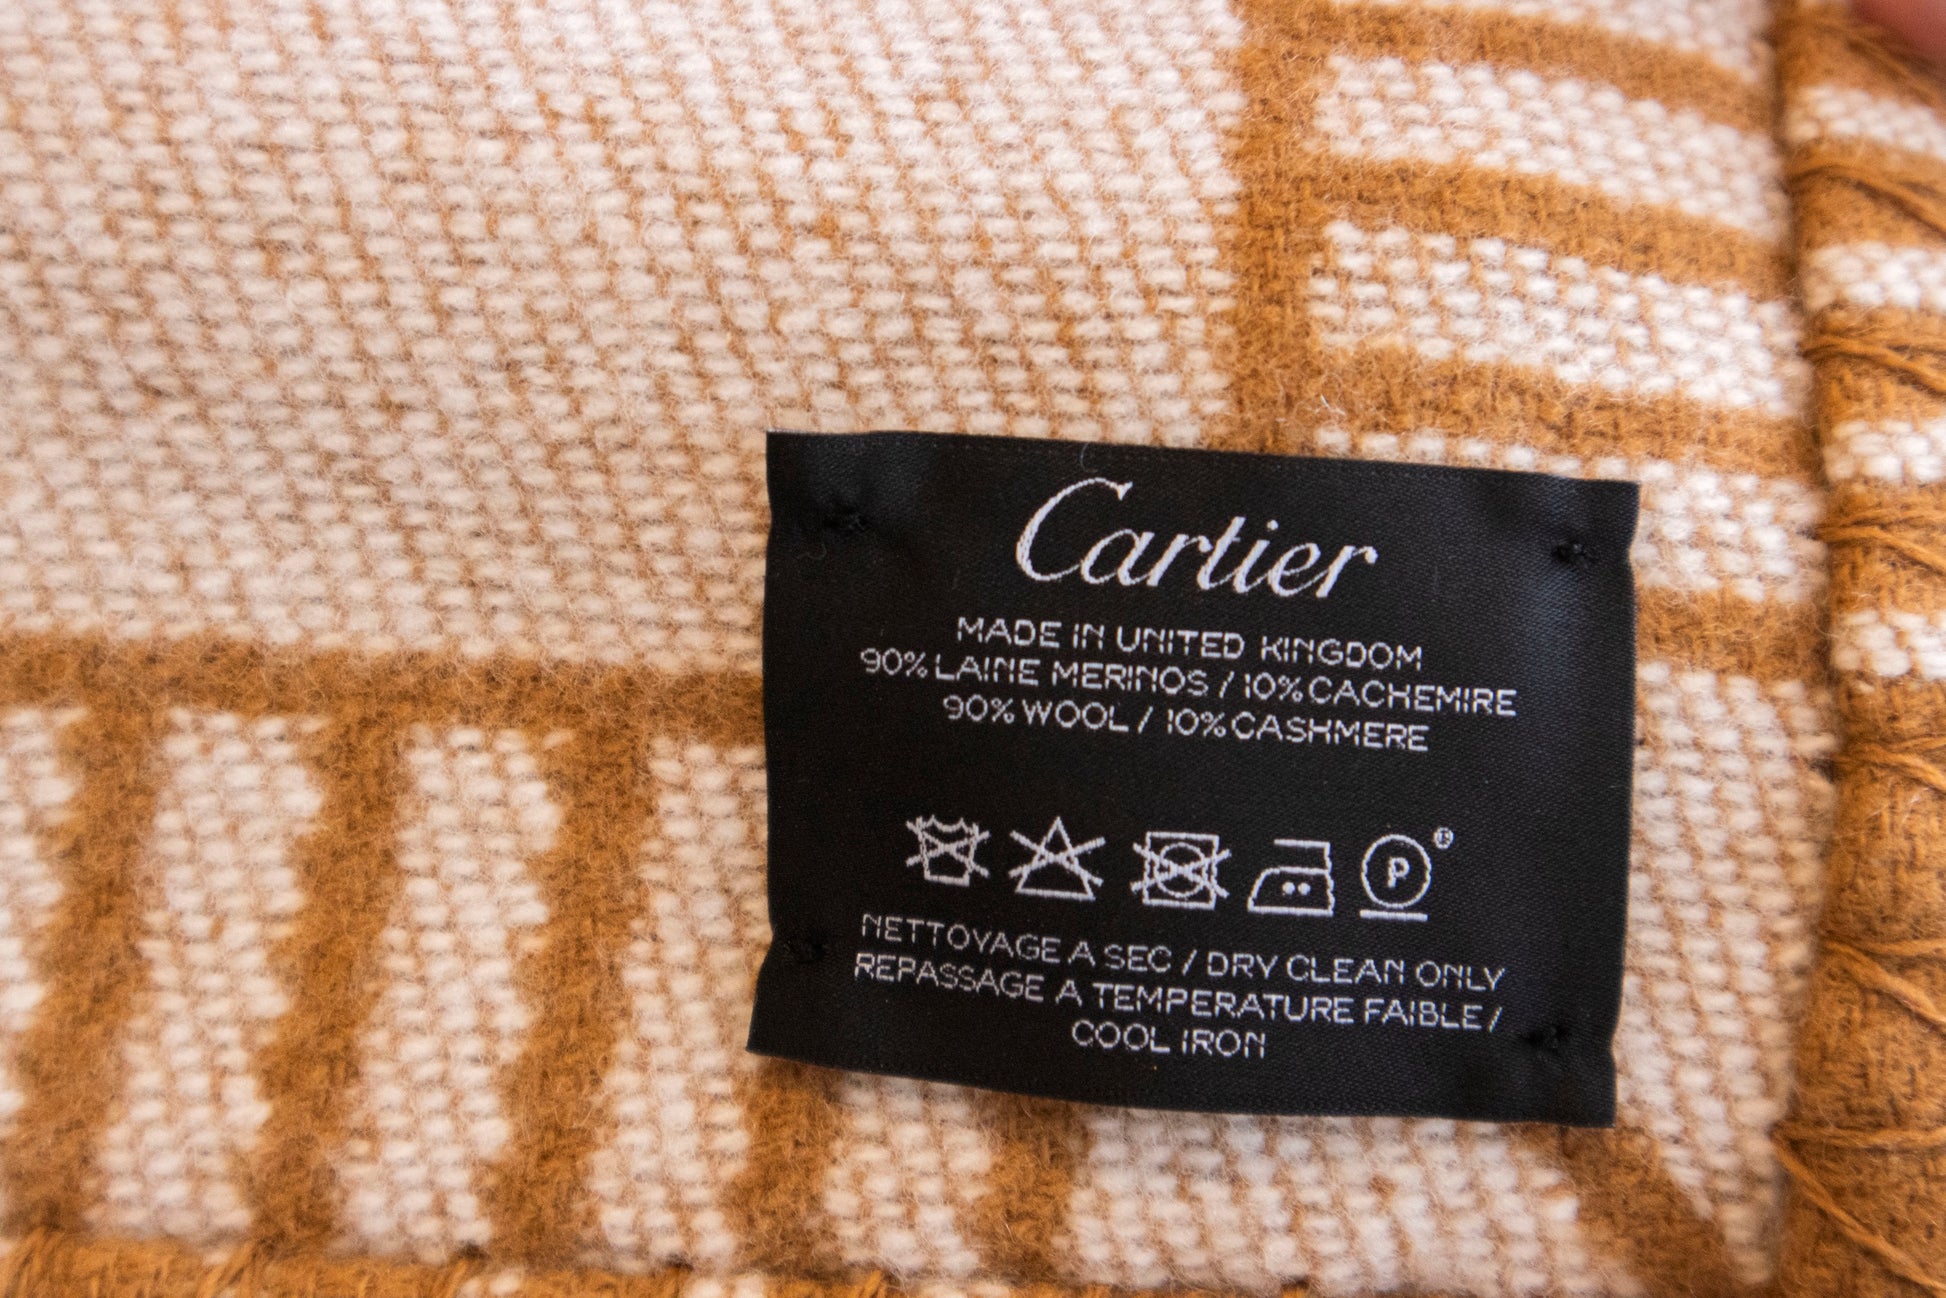 Cartier
MADE IN UNITED KINGDOM
90% LAINE MERINOS / 10% CACHEMIRE
90% WOOL / 10% CASHMERE
P ®
NETTOYAGE A SEC / DRY CLEAN ONLY
REPASSAGE A TEMPERATURE FAIBLE /
COOL IRON